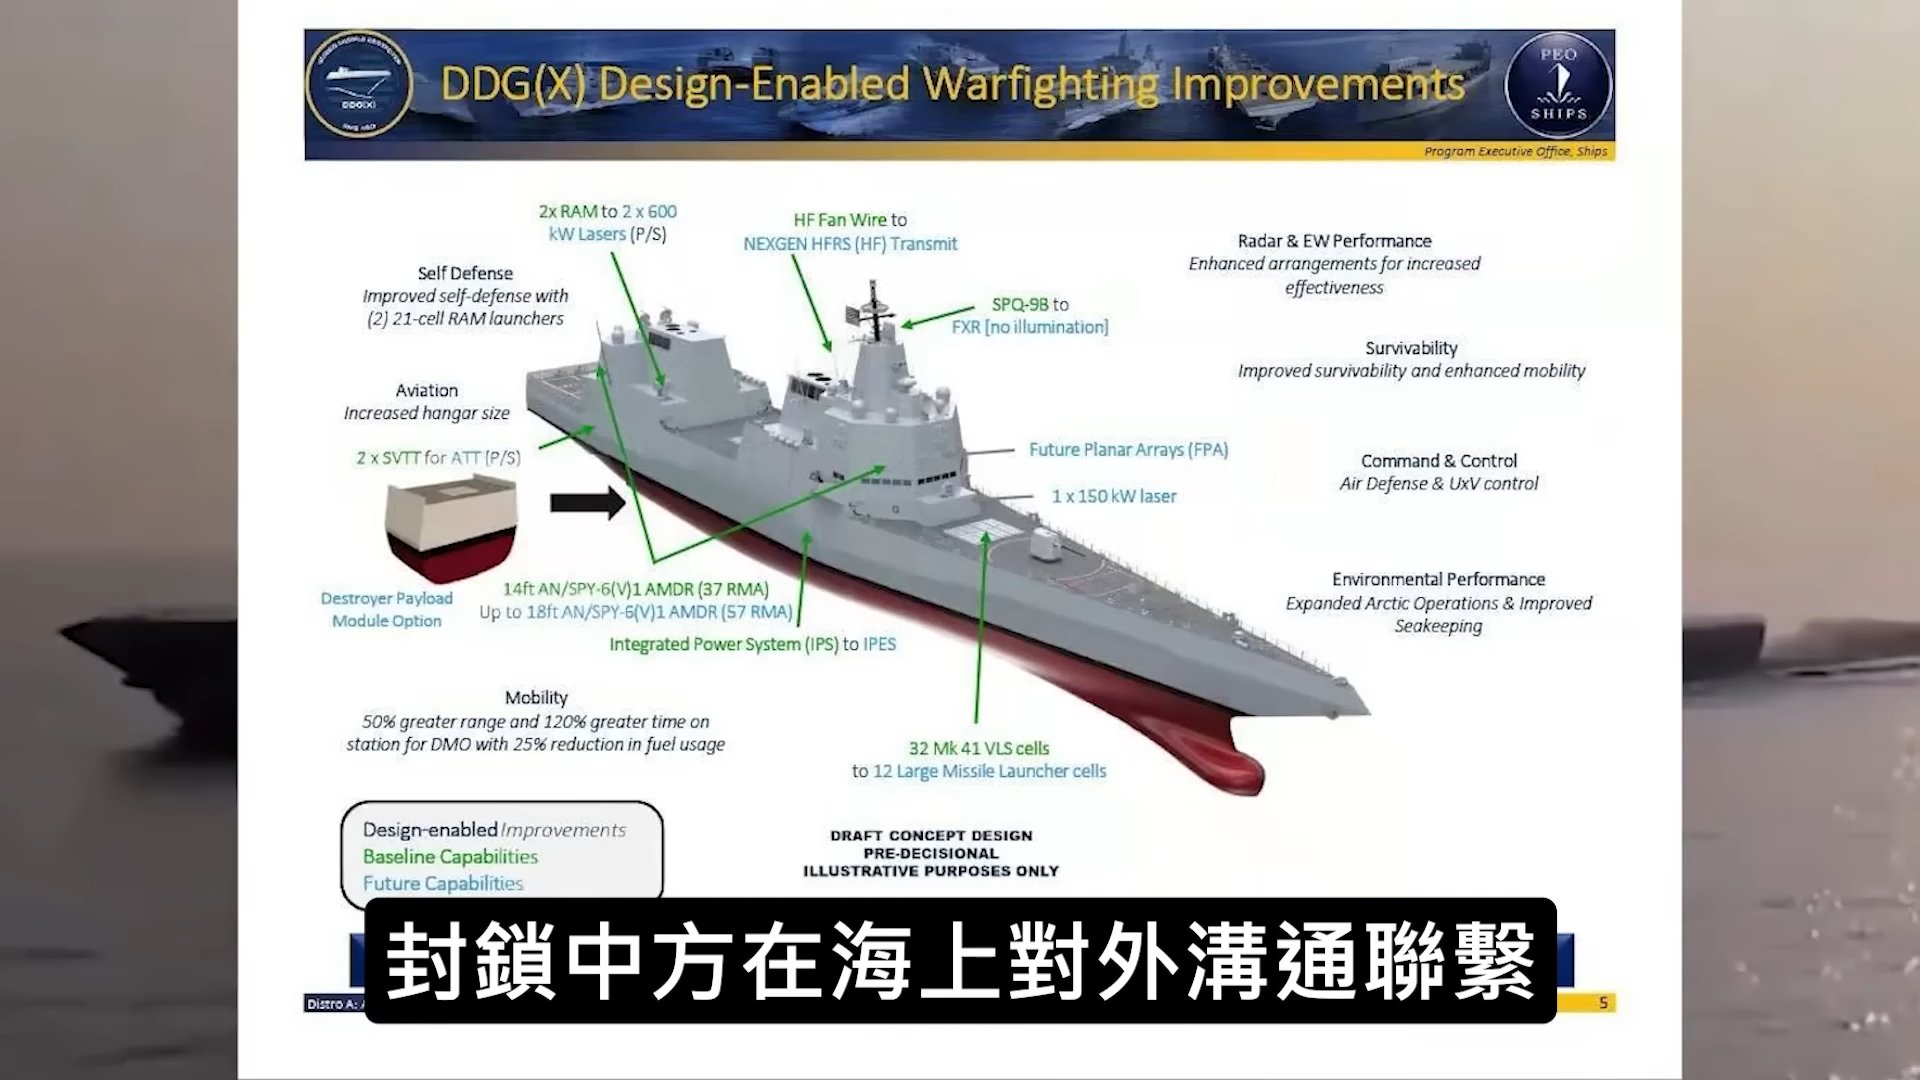 DDG(X) Design-Enabled Warfighting Improvements
DDG(X)
PEO
SHIPS
Program Executive Office, Ships
2x RAM to 2 x 600
kW Lasers (P/S)
HF Fan Wire to
NEXGEN HFRS (HF) Transmit
Radar & EW Performance
Enhanced arrangements for increased
effectiveness
Self Defense
Improved self-defense with
(2) 21-cell RAM launchers
SPQ-9B to
FXR [no illumination]
Survivability
Improved survivability and enhanced mobility
Aviation
Increased hangar size
2 x SVTT for ATT (P/S)
Future Planar Arrays (FPA)
Command & Control
Air Defense & UxV control
1 x 150 kW laser
Destroyer Payload
Module Option
14ft AN/SPY-6(V)1 AMDR (37 RMA)
Up to 18ft AN/SPY-6(V)1 AMDR (57 RMA)
Integrated Power System (IPS) to IPES
Environmental Performance
Expanded Arctic Operations & Improved
Seakeeping
Mobility
50% greater range and 120% greater time on
station for DMO with 25% reduction in fuel usage
32 Mk 41 VLS cells
to 12 Large Missile Launcher cells
Design-enabled Improvements
Baseline Capabilities
Future Capabilities
DRAFT CONCEPT DESIGN
PRE-DECISIONAL
ILLUSTRATIVE PURPOSES ONLY
封鎖中方在海上對外溝通聯繫
Distro A:
5